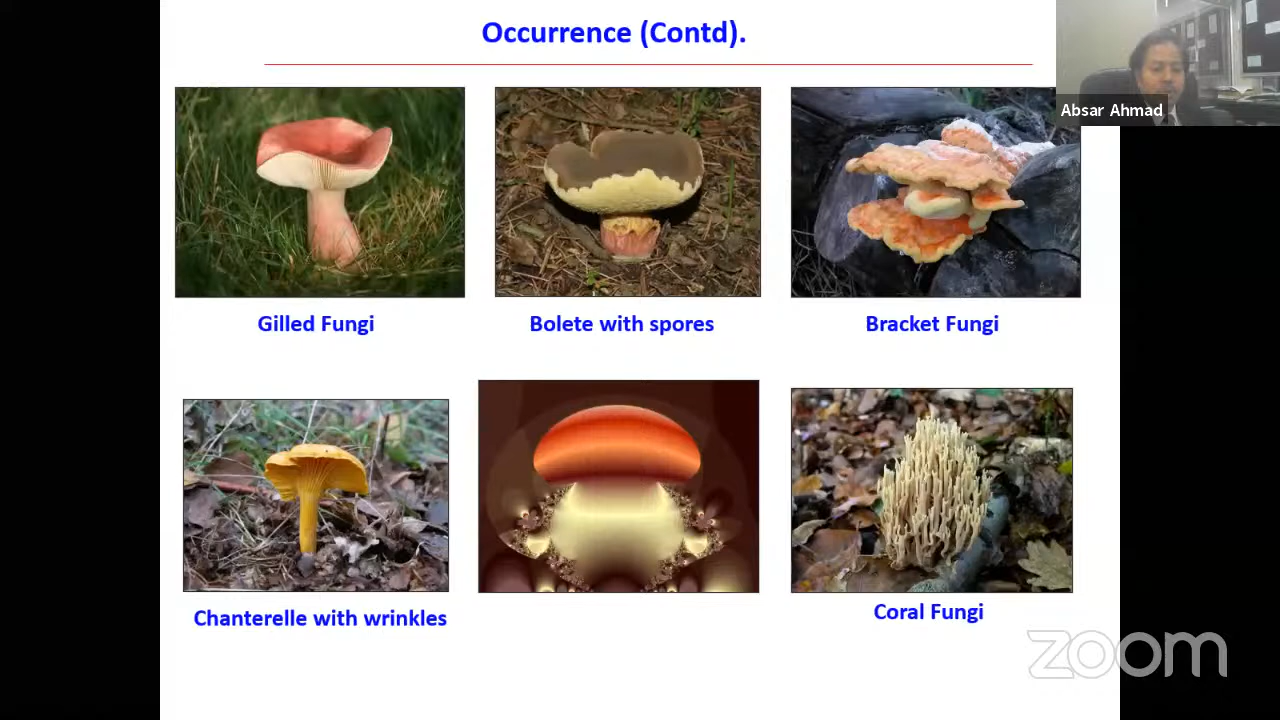 Occurrence (Contd).
Absar Ahmad
Gilled Fungi
Bolete with spores
Bracket Fungi
Chanterelle with wrinkles
Coral Fungi
zoom